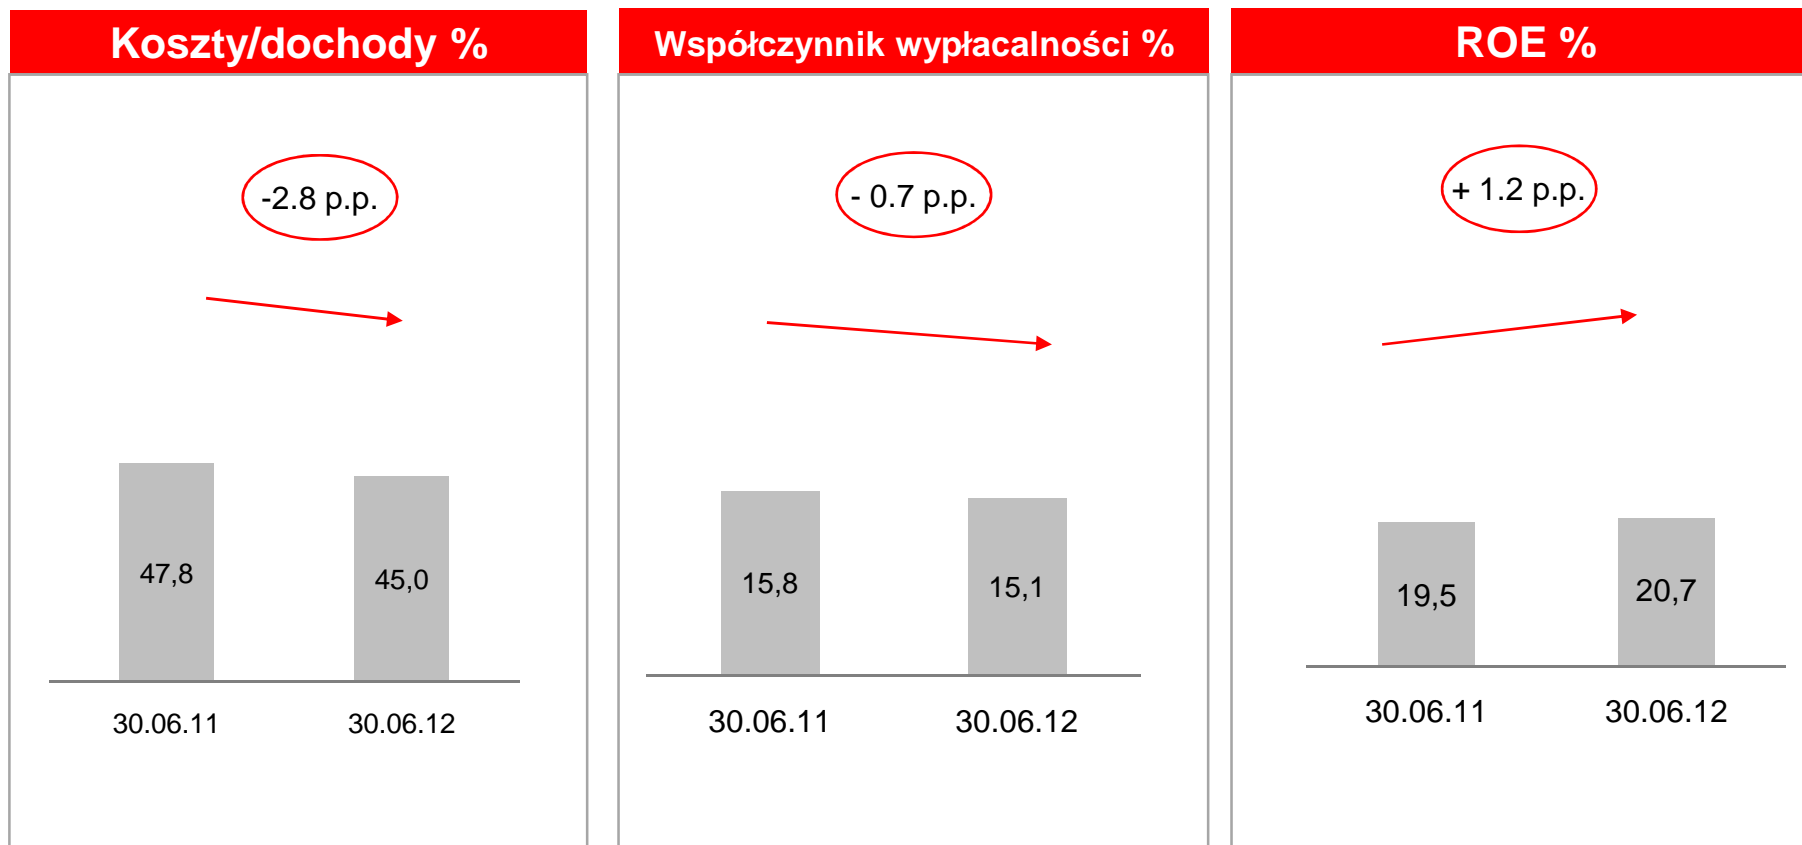 Koszty/dochody %
-2.8 p.p.
47,8
45,0
30.06.11
30.06.12
Współczynnik wypłacalności %
- 0.7 p.p.
15,8
15,1
30.06.11
30.06.12
ROE %
+ 1.2 p.p.
19,5
20,7
30.06.11
30.06.12